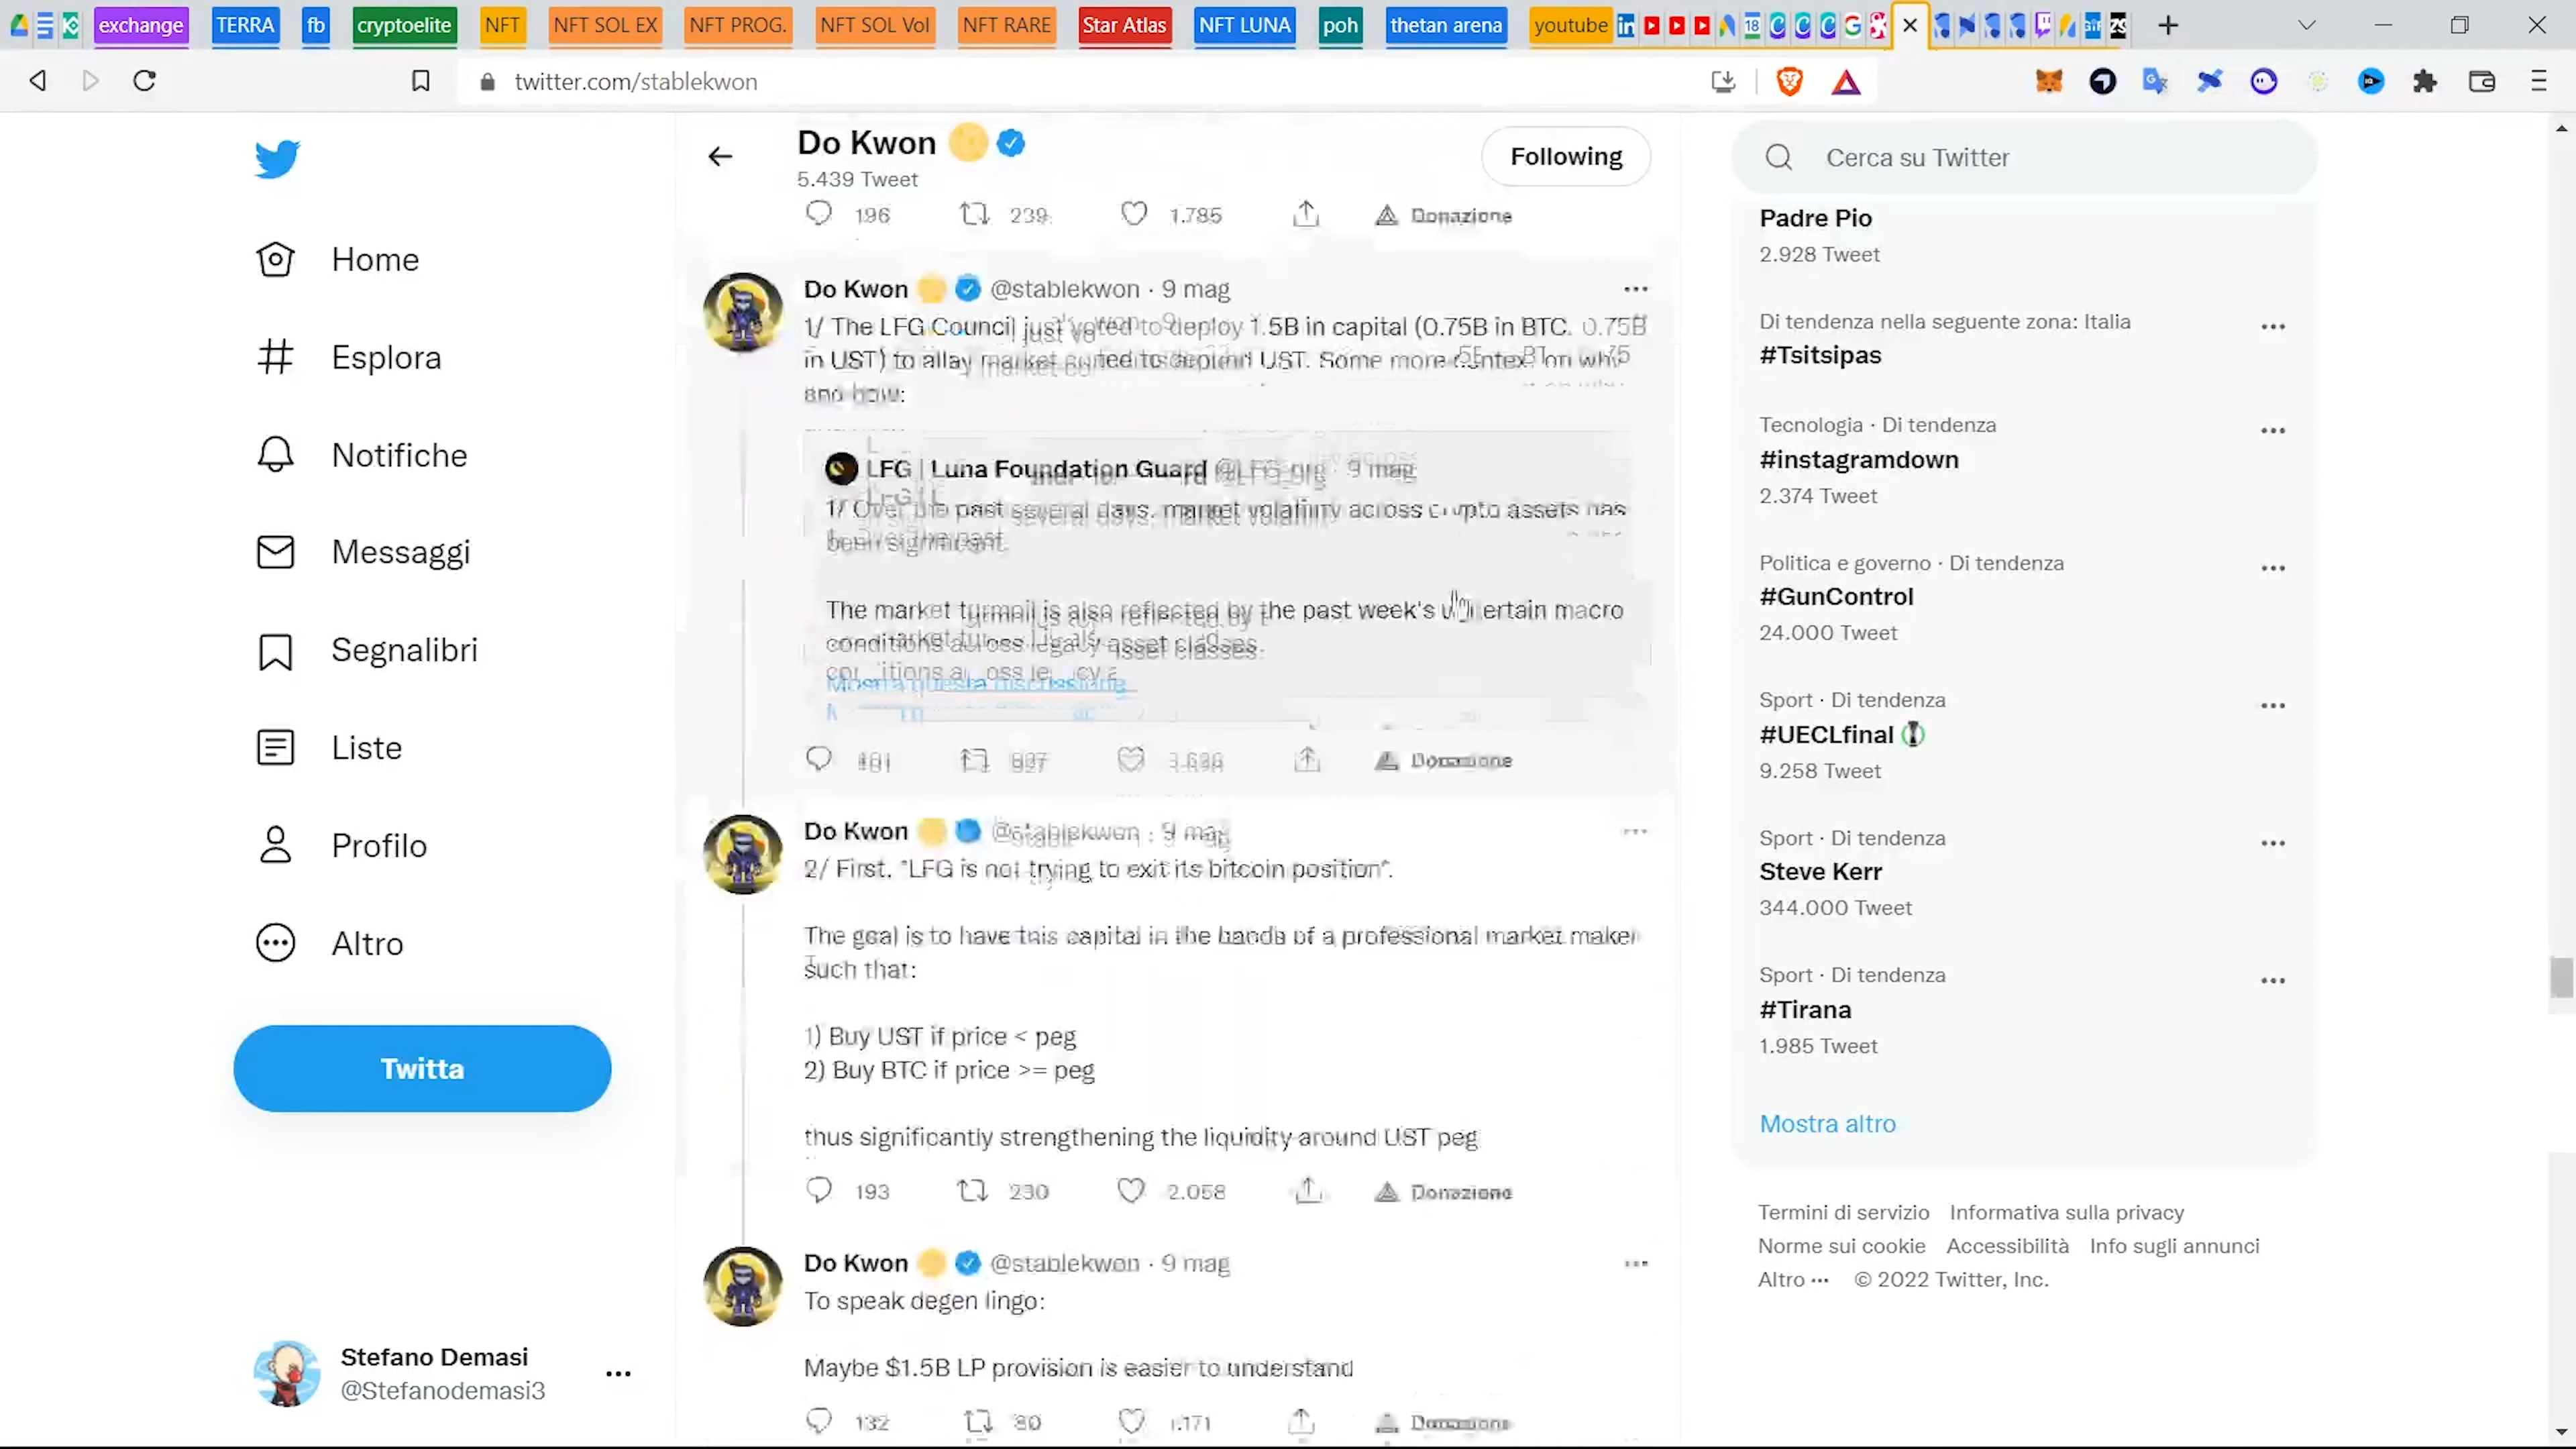 exchange TERRA fb cryptoelite NFT NFT SOL EX NFT PROG. NFT SOL Vol NFT RARE Star Atlas NFT LUNA poh thetan arena youtube
twitter.com/stablekwon
Home
Esplora
Notifiche
Messaggi
Segnalibri
Liste
Profilo
Altro
Twitta
Stefano Demasi
@Stefanodemasi3
Do Kwon
5.439 Tweet
Following
196 239 1.785 Donazione
Do Kwon @stablekwon · 9 mag
1/ The LFG Council just voted to deploy 1.5B in capital (0.75B in BTC, 0.75B
in UST) to allay market UST. Some more context on why
and how:
LFG | Luna Foundation Guard @LFG_org · 9 mag
1/ Over the past several days, market volatility across crypto assets has
been significant.
The market turmoil is also reflected by the past week's uncertain macro
conditions across legacy asset classes.
Mostra questa discussione
Donazione
Do Kwon @stablekwon · 9 mag
2/ First, "LFG is not trying to exit its bitcoin position".
The goal is to have this capital in the hands of a professional market maker
such that:
1) Buy UST if price < peg
2) Buy BTC if price >= peg
thus significantly strengthening the liquidity around UST peg
193 230 2.058 Donazione
Do Kwon @stablekwon · 9 mag
To speak degen lingo:
Maybe $1.5B LP provision is easier to understand
132 80 1.171 Donazione
Cerca su Twitter
Padre Pio
2.928 Tweet
Di tendenza nella seguente zona: Italia
#Tsitsipas
Tecnologia · Di tendenza
#instagramdown
2.374 Tweet
Politica e governo · Di tendenza
#GunControl
24.000 Tweet
Sport · Di tendenza
#UECLfinal
9.258 Tweet
Sport · Di tendenza
Steve Kerr
344.000 Tweet
Sport · Di tendenza
#Tirana
1.985 Tweet
Mostra altro
Termini di servizio Informativa sulla privacy
Norme sui cookie Accessibilità Info sugli annunci
Altro ··· © 2022 Twitter, Inc.